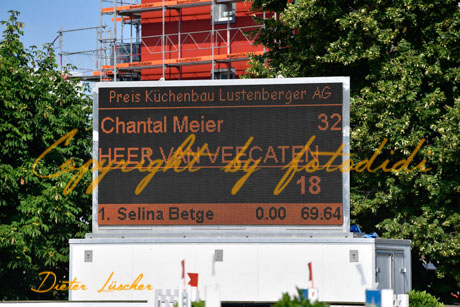 Preis Küchenbau Lustenberger AG
Chantal Meier 32
HEER VAN VERCATEN
18
1. Selina Betge 0.00 69.64
Copyright by fotodids
Dieter Lüscher